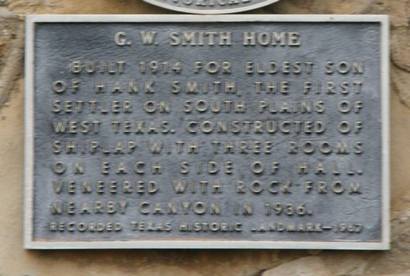 TORICAL
G. W. SMITH HOME
BUILT 1914 FOR ELDEST SON
OF HANK SMITH, THE FIRST
SETTLER ON SOUTH PLAINS OF
WEST TEXAS. CONSTRUCTED OF
SHIPLAP WITH THREE ROOMS
ON EACH SIDE OF HALL.
VENEERED WITH ROCK FROM
NEARBY CANYON IN 1936.
RECORDED TEXAS HISTORIC LANDMARK-1967